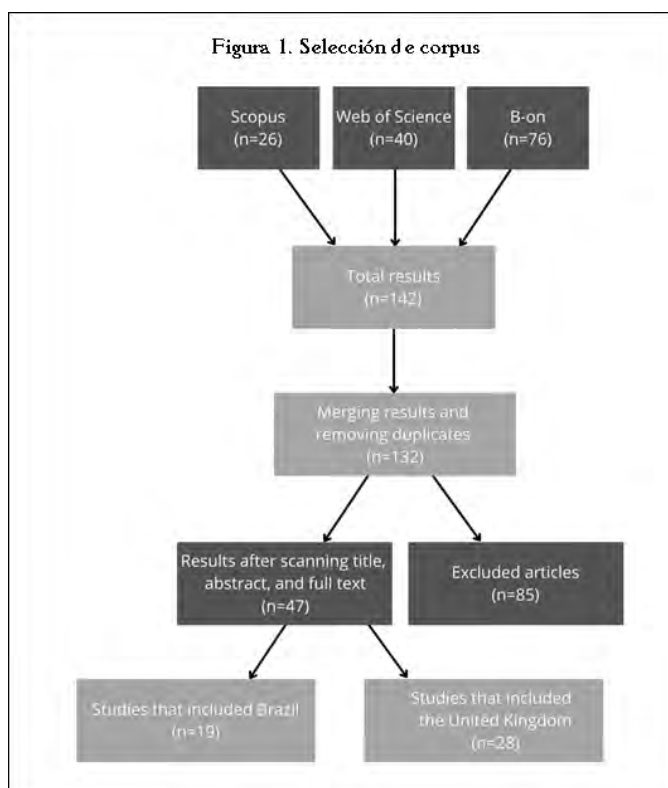 Figura 1. Selección de corpus
Scopus
(n=26)
Web of Science
(n=40)
B-on
(n=76)
Total results
(n=142)
Merging results and
removing duplicates
(n=132)
Results after scanning title,
abstract, and full text
(n=47)
Excluded articles
(n=85)
Studies that included Brazil
(n=19)
Studies that included
the United Kingdom
(n=28)